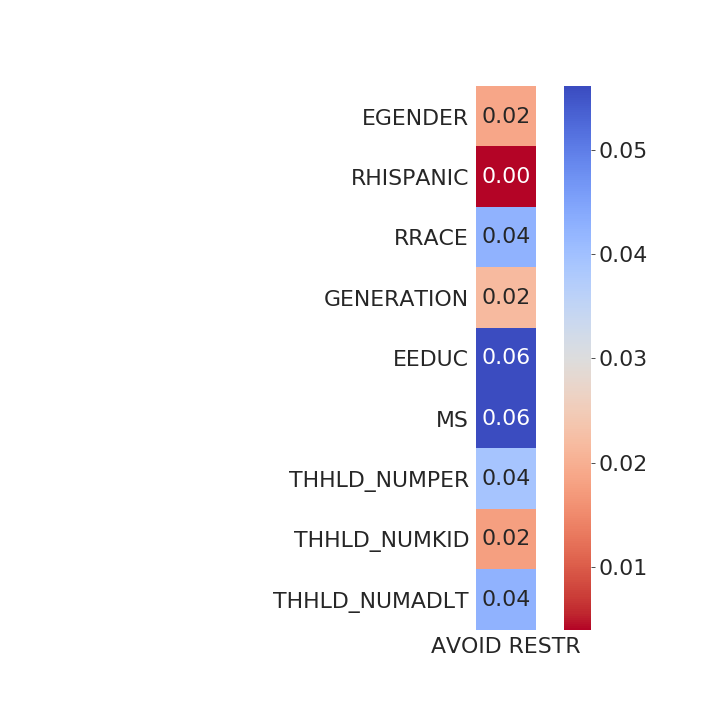 EGENDER 0.02
RHISPANIC 0.00
RRACE 0.04
GENERATION 0.02
EEDUC 0.06
MS 0.06
THHLD_NUMPER 0.04
THHLD_NUMKID 0.02
THHLD_NUMADLT 0.04
AVOID RESTR
0.05
0.04
0.03
0.02
0.01